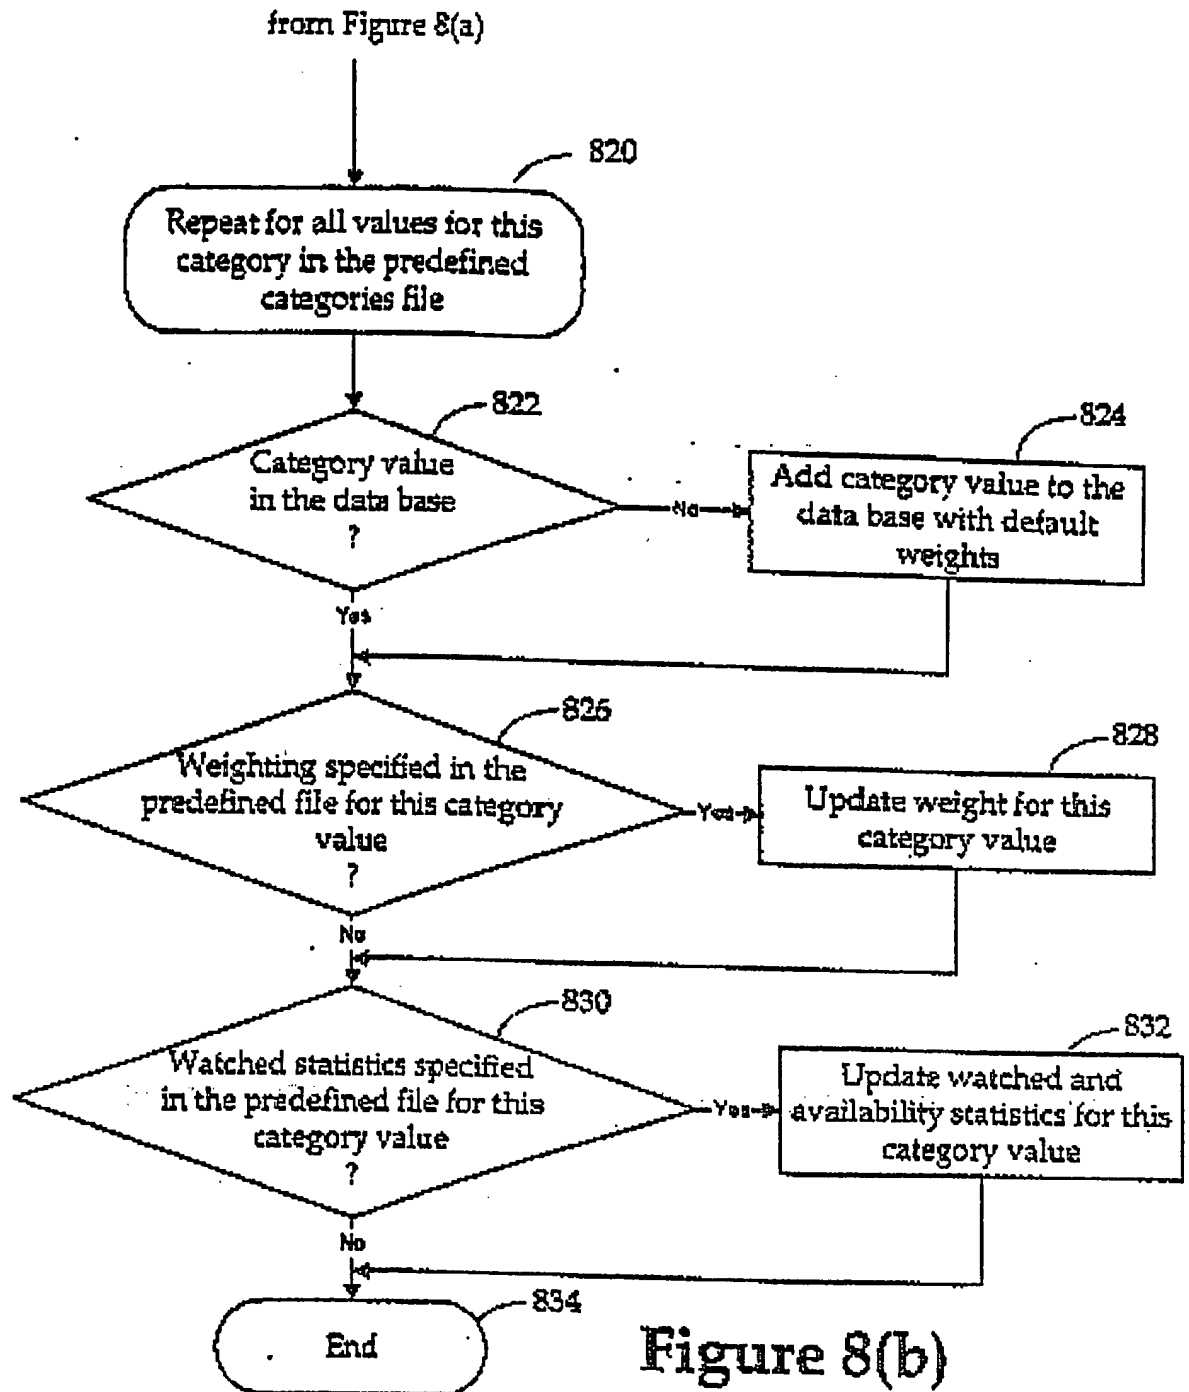 from Figure 8(a)
820
Repeat for all values for this
category in the predefined
categories file
822
Category value
in the data base
?
No
824
Add category value to the
data base with default
weights
Yes
826
Weighting specified in the
predefined file for this category
value
?
Yes
828
Update weight for this
category value
No
830
Watched statistics specified
in the predefined file for this
category value
?
Yes
832
Update watched and
availability statistics for this
category value
No
834
End
Figure 8(b)